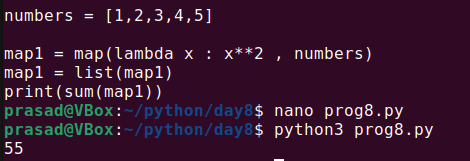 numbers = [1,2,3,4,5]
map1 = map(lambda x : x**2 , numbers)
map1 = list(map1)
print(sum(map1))
prasad@VBox:~/python/day8$ nano prog8.py
prasad@VBox:~/python/day8$ python3 prog8.py
55